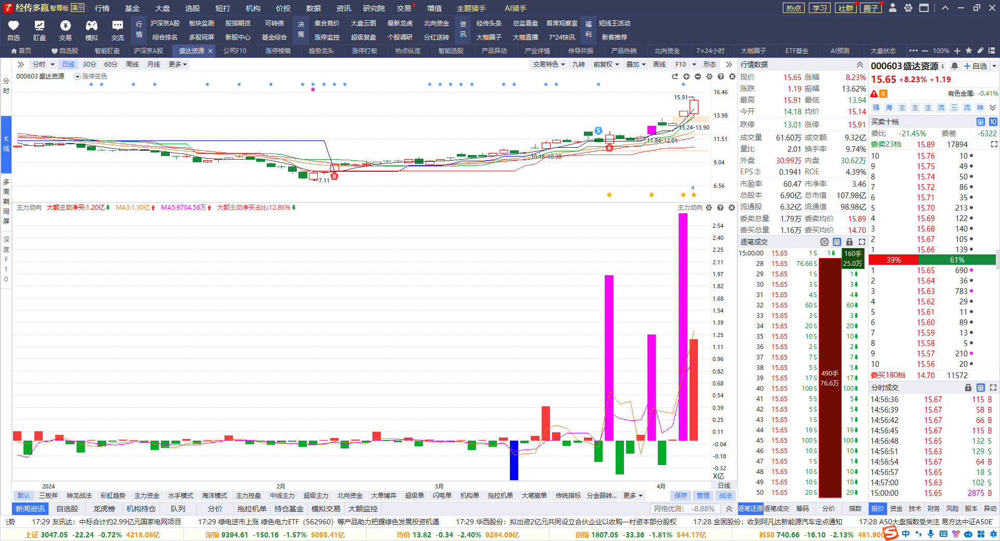 经传多赢 智尊版 演示 行情 基金 大盘 选股 短打 机构 价投 数据 资讯 研究院 交易 增值 主题猎手 AI猎手 热点 学习 社群 圈子
自选 盯盘 交易 模拟 交流
行情 沪深京A股 板块监测 股指期货 可转债 决策 集合竞价 大盘云图 最新龙虎 北向资金 资讯 经传头条 总监看盘 首席观察室 福利 短线王活动
综合排名 多股同屏 新股中心 基金综合 涨停监控 超级复盘 个股调研 分红送转 大咖圈子 大咖直播 7*24快讯 新客推荐
首页 自选股 智能盯盘 沪深京A股 盛达资源 公司F10 涨停棱镜 趋势龙头 涨停打板 热点纵览 智能选股 产品异动 产业详情 传导共振 产品热销 北向资金 7×24小时 大咖圈子 ETF基金 AI预测 大盘状态 100%
分时 日线 30分 60分 周线 月线 更多 交易特色 九转 前复权 叠加 画线 F10 形态
分时
K线
多周期同屏
深度F10
000603 盛达资源 涨停变色
16.46
13.98
11.51
9.04
6.56
15.91
13.24-13.90
11.84-12.01
10.16-10.38
7.11
S
B
B
主力动向 大额主动净买:1.20亿 MA3:1.30亿 MA5:9704.56万 大额主动净买占比:12.86% 主力动向
2.54
2.40
2.25
2.11
1.97
1.82
1.68
1.54
1.39
1.25
1.11
0.96
0.82
0.68
0.54
0.39
0.25
0.11
-0.04
-0.18
-0.32
X亿
2024 2月 3月 4月 日线
默认 三板斧 神龙战法 彩虹趋势 主力资金 水手模式 海洋模式 主力控盘 中线主力 超级主力 北向资金 大单博弈 超级单 闪电单 机构单 拖拉机单 大笔撤单 传统指标 分金弱转... 更多 保存 管理 战法
新闻资讯 自选股 龙虎榜 机构持仓 队列 分价 拖拉机单 持仓基金 模拟交易 大额监控 网格优测: -8.88%
行情数据
现价 15.65 涨幅 8.23%
涨跌 1.19 振幅 13.62%
最高 15.91 最低 13.94
今开 14.18 均价 15.14
跌停 13.01 涨停 15.91
成交量 61.60万 成交额 9.32亿
量比 2.01 换手率 9.74%
外盘 30.99万 内盘 30.62万
EPS③ 0.1941 ROE 4.39%
市盈率 60.47 市净率 3.46
总股本 6.90亿 总市值 107.98亿
流通股 6.32亿 流通值 98.98亿
委卖总量 1.79万 委卖均价 15.89
委买总量 1.16万 委买均价 14.70
逐笔成交 单 量
15:00:00 15.65 1 S 1
28 15.65 76.66 S
29 15.65 1 S 1
30 15.65 3 S 3
31 15.65 4 S 4
32 15.65 60 S 60
33 15.65 3 S 3
34 15.65 20 S 20
35 15.65 10 S 10
36 15.65 2 S 2
37 15.65 7 S 7
38 15.65 5 S 5
39 15.65 17 S 17
40 15.65 100 S 100
41 15.65 5 S 5
42 15.65 5 S 5
43 15.65 1 S 1
44 15.65 19 S 19
45 15.65 100 S 100
46 15.65 10 S 10
47 15.65 1 S 1
48 15.65 10 S 10
49 15.65 10 S 10
50 15.65 20 S 20
160手
25.0万
490手
76.6万
逐笔还原 逐笔成交 筹码 分价 指数
000603 盛达资源 自选
15.65 +8.23% +1.19
R 有色金属: -0.41%
强 海 主 主 主 流 三 流 神
买卖十档 量 10
委比 -21.45% 委差 -6322
委卖23档 15.89 17894
10 15.76 10
9 15.75 49
8 15.74 50
7 15.72 86
6 15.71 35
5 15.70 213
4 15.69 122
3 15.68 140
2 15.67 105
1 15.66 139
39% 61%
1 15.65 690
2 15.64 36
3 15.63 783
4 15.62 29
5 15.61 11
6 15.60 89
7 15.59 13
8 15.58 5
9 15.57 210
10 15.56 20
委买180档 14.70 11572
分时成交 量
14:56:36 15.67 115 B
14:56:39 15.67 58 B
14:56:42 15.67 66 B
14:56:45 15.67 115 B
14:56:48 15.65 132 S
14:56:51 15.63 129 S
14:56:54 15.67 64 B
14:56:57 15.65 18 S
14:57:00 15.63 102 S
15:00:00 15.65 2875 B
报价 资金 技术 财务 风险 股本 异动
走势 17:29 友讯达：中标合计约2.99亿元国家电网项目 17:29 绿电逆市上涨 绿色电力ETF（562960）等产品助力把握绿色发展投资机遇 17:29 华西股份：拟出资2亿元共同设立合伙企业以收购一村资本部分股权 17:28 金固股份：收到阿凡达新能源汽车定点通知 17:28 A50大盘指数受关注 易方达中证A50E
上证 3047.05 -22.24 -0.72% 4218.08亿 深指 9394.61 -150.16 -1.57% 5095.41亿 均价 13.82 -0.34 -2.40% 9284.09亿 创指 1807.05 -33.36 -1.81% 544.17亿 科50 740.66 -16.10 -2.13% 481.90亿 中